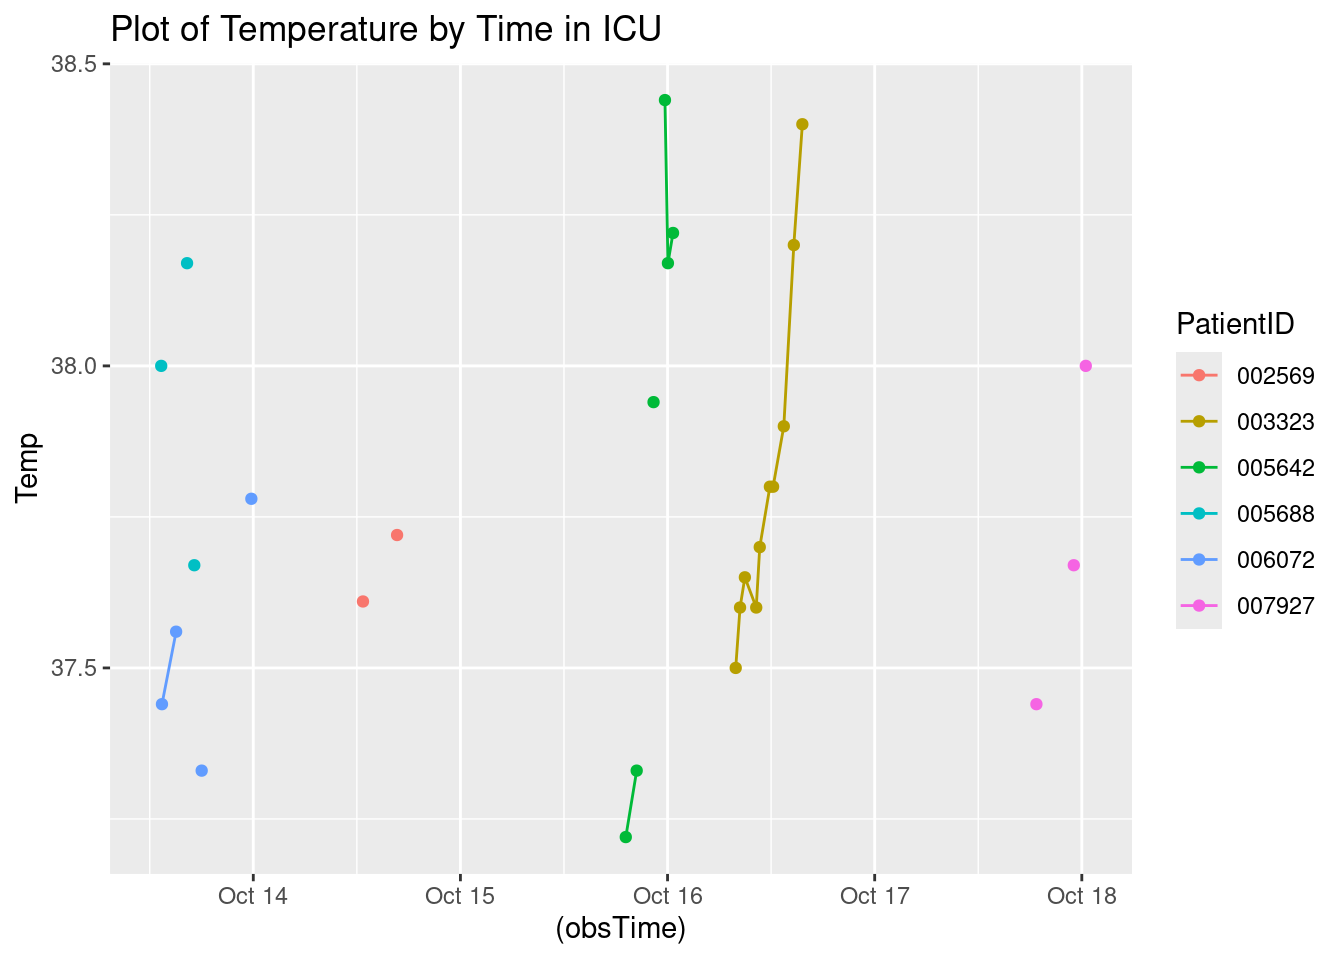 Plot of Temperature by Time in ICU
38.5
38.0
37.5
Temp
Oct 14
Oct 15
Oct 16
Oct 17
Oct 18
(obsTime)
PatientID
002569
003323
005642
005688
006072
007927